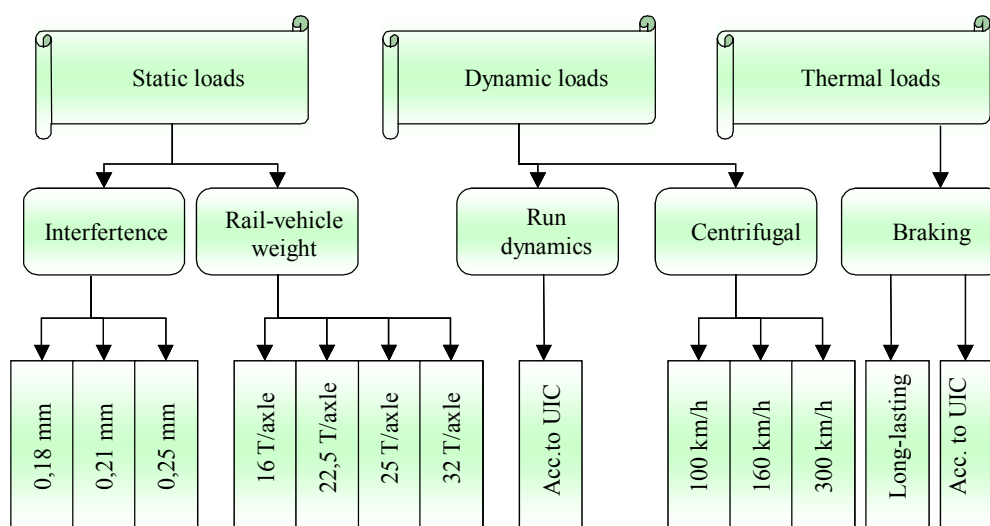 Static loads
Dynamic loads
Thermal loads
Interfertence
Rail-vehicle
weight
Run
dynamics
Centrifugal
Braking
0,18 mm
0,21 mm
0,25 mm
16 T/axle
22,5 T/axle
25 T/axle
32 T/axle
Acc.to UIC
100 km/h
160 km/h
300 km/h
Long-lasting
Acc. to UIC